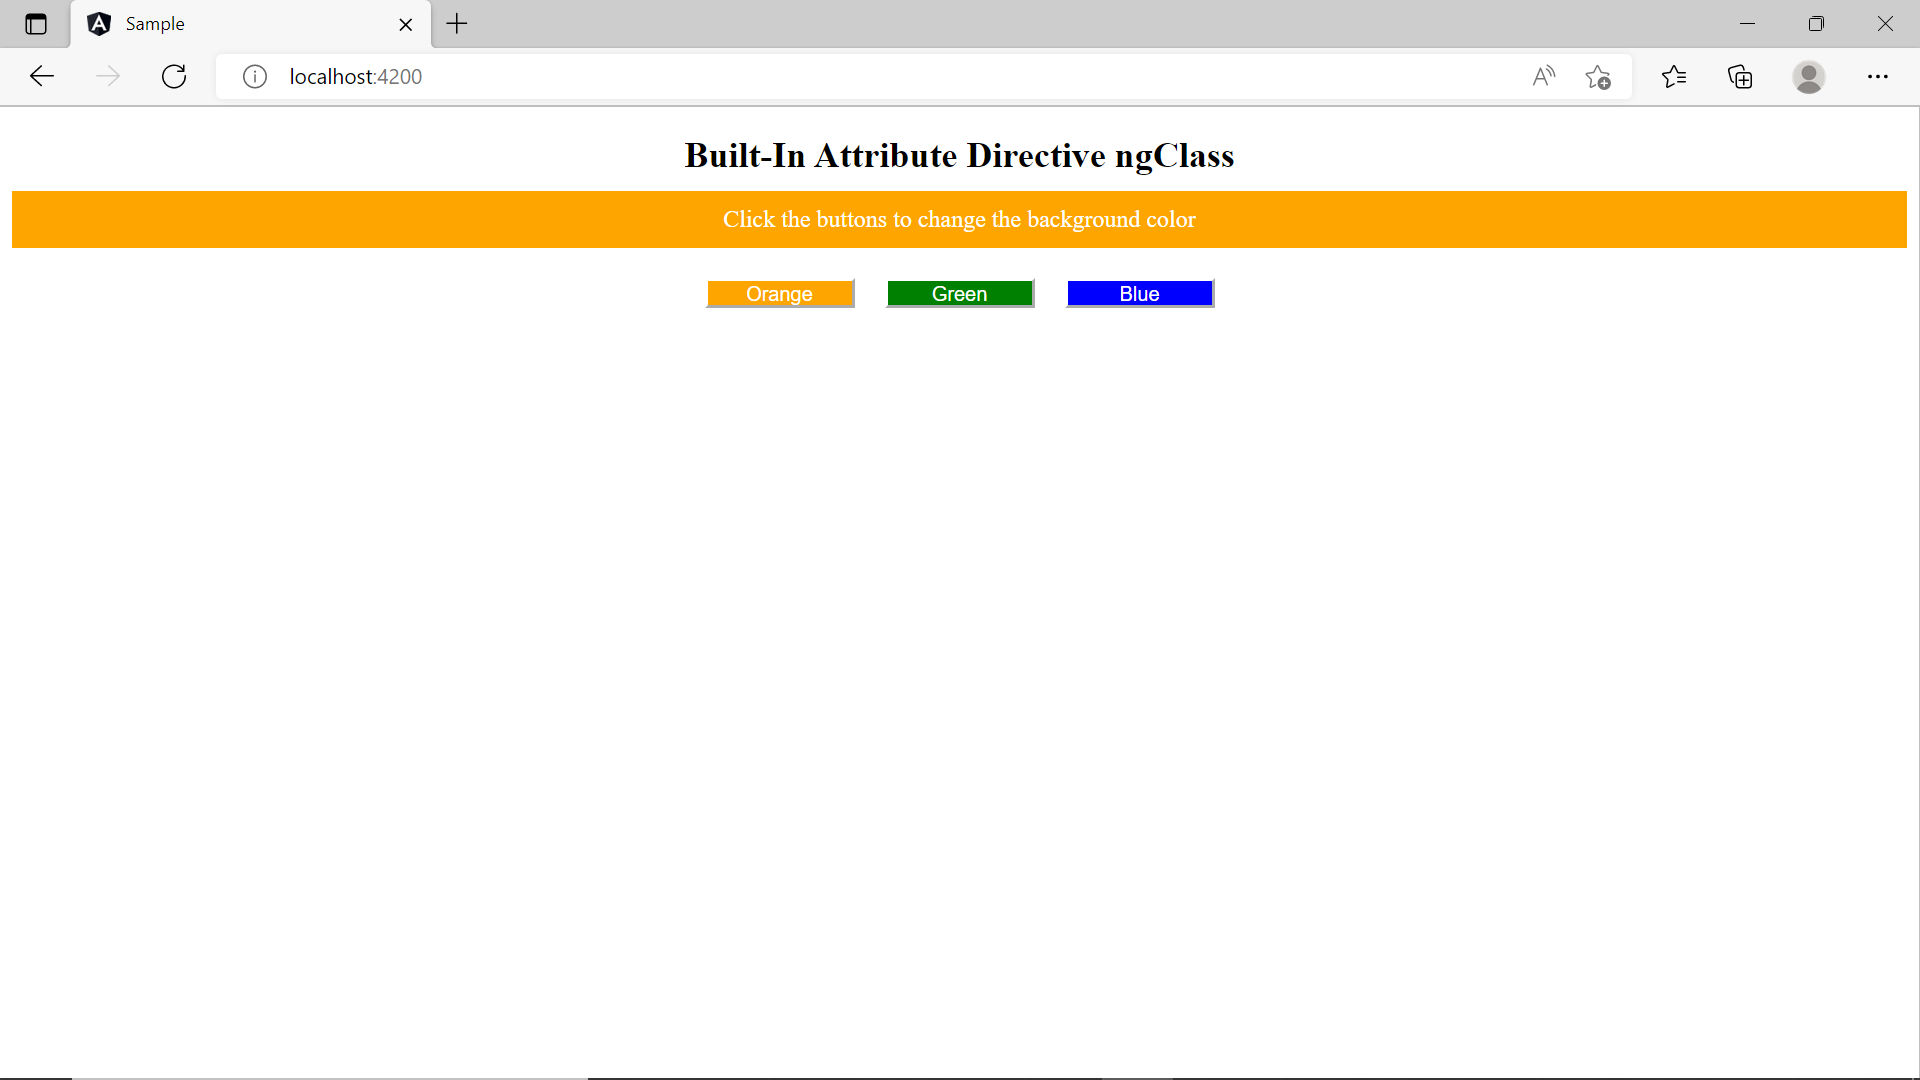 Sample
localhost:4200
Built-In Attribute Directive ngClass
Click the buttons to change the background color
Orange Green Blue